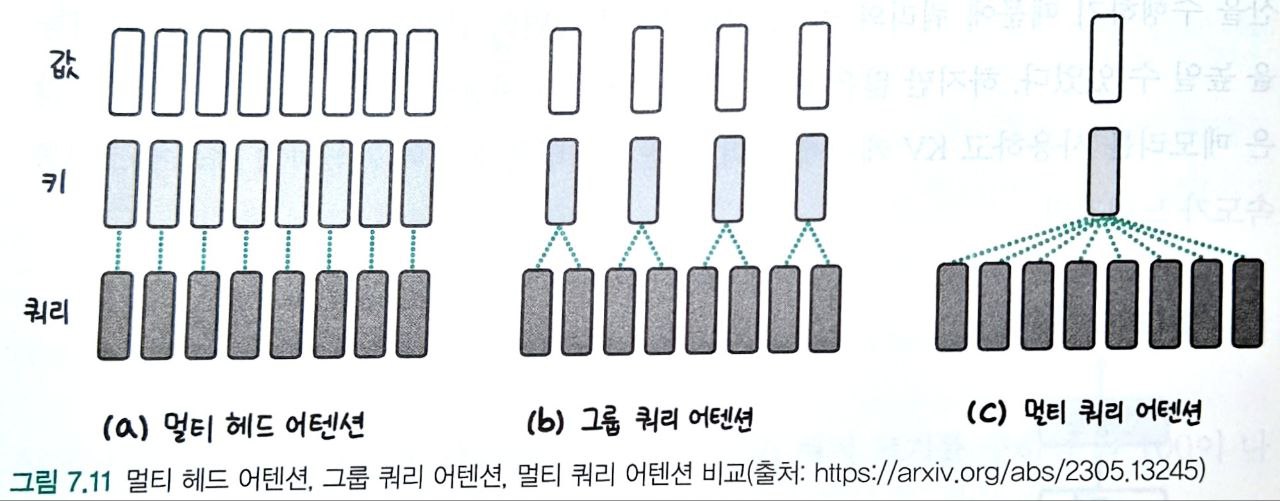 값
키
쿼리
(a) 멀티 헤드 어텐션
(b) 그룹 쿼리 어텐션
(c) 멀티 쿼리 어텐션
그림 7.11 멀티 헤드 어텐션, 그룹 쿼리 어텐션, 멀티 쿼리 어텐션 비교(출처: https://arxiv.org/abs/2305.13245)